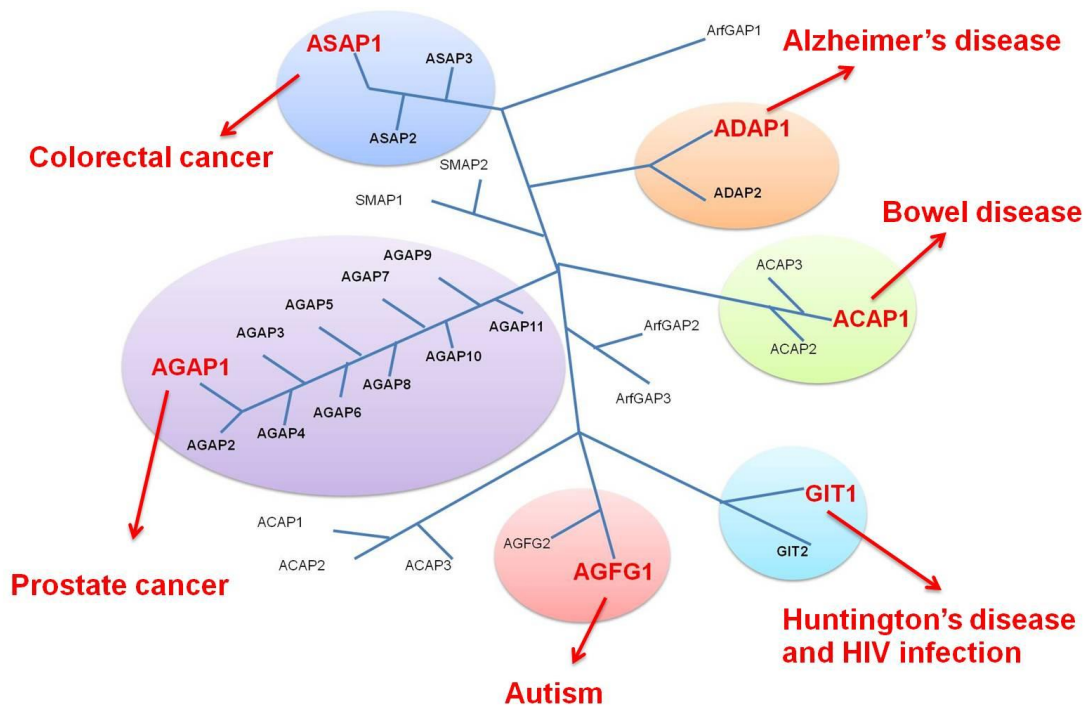 ArfGAP1
Alzheimer's disease
ASAP1
ASAP3
ASAP2
ADAP1
ADAP2
Colorectal cancer
SMAP2
SMAP1
Bowel disease
AGAP9
AGAP7
AGAP5
AGAP3
AGAP1
AGAP11
AGAP10
AGAP8
AGAP6
AGAP4
AGAP2
ACAP3
ACAP1
ACAP2
ArfGAP2
ArfGAP3
GIT1
GIT2
ACAP1
ACAP2
ACAP3
AGFG2
AGFG1
Prostate cancer
Huntington's disease
and HIV infection
Autism